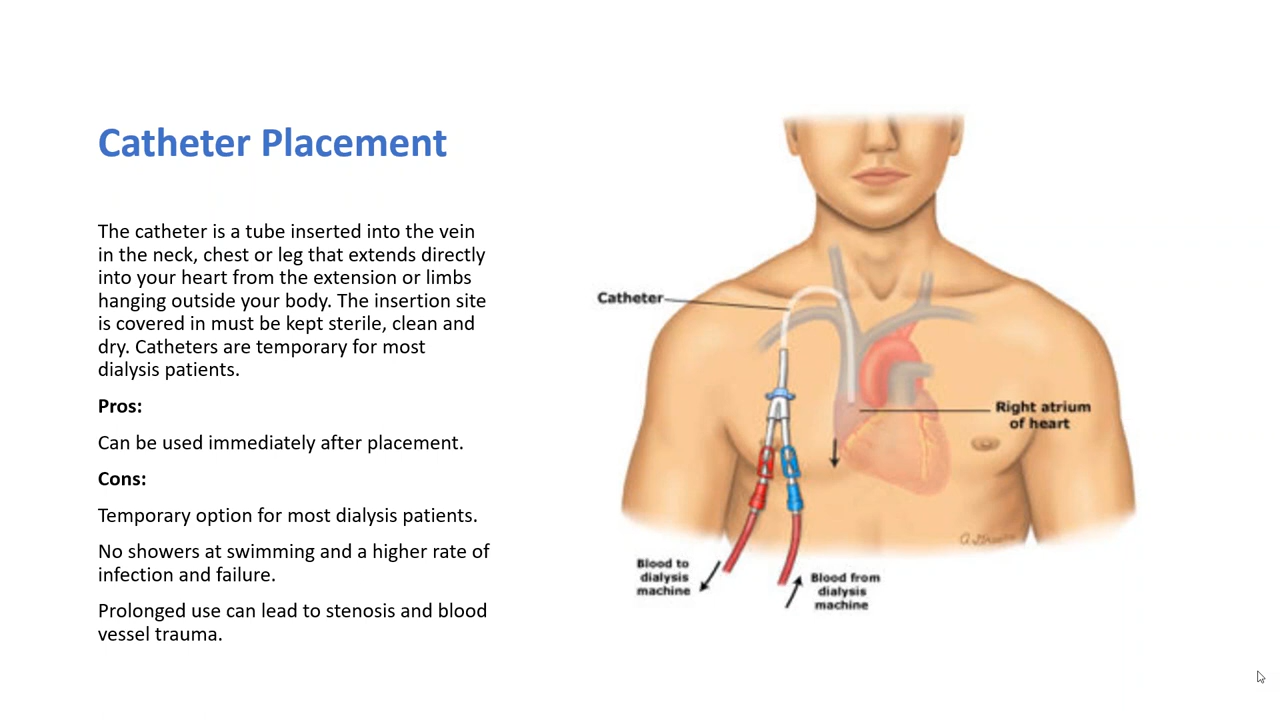 Catheter Placement
The catheter is a tube inserted into the vein
in the neck, chest or leg that extends directly
into your heart from the extension or limbs
hanging outside your body. The insertion site
is covered in must be kept sterile, clean and
dry. Catheters are temporary for most
dialysis patients.
Pros:
Can be used immediately after placement.
Cons:
Temporary option for most dialysis patients.
No showers at swimming and a higher rate of
infection and failure.
Prolonged use can lead to stenosis and blood
vessel trauma.
Catheter
Right atrium
of heart
Blood to
dialysis
machine
Blood from
dialysis
machine